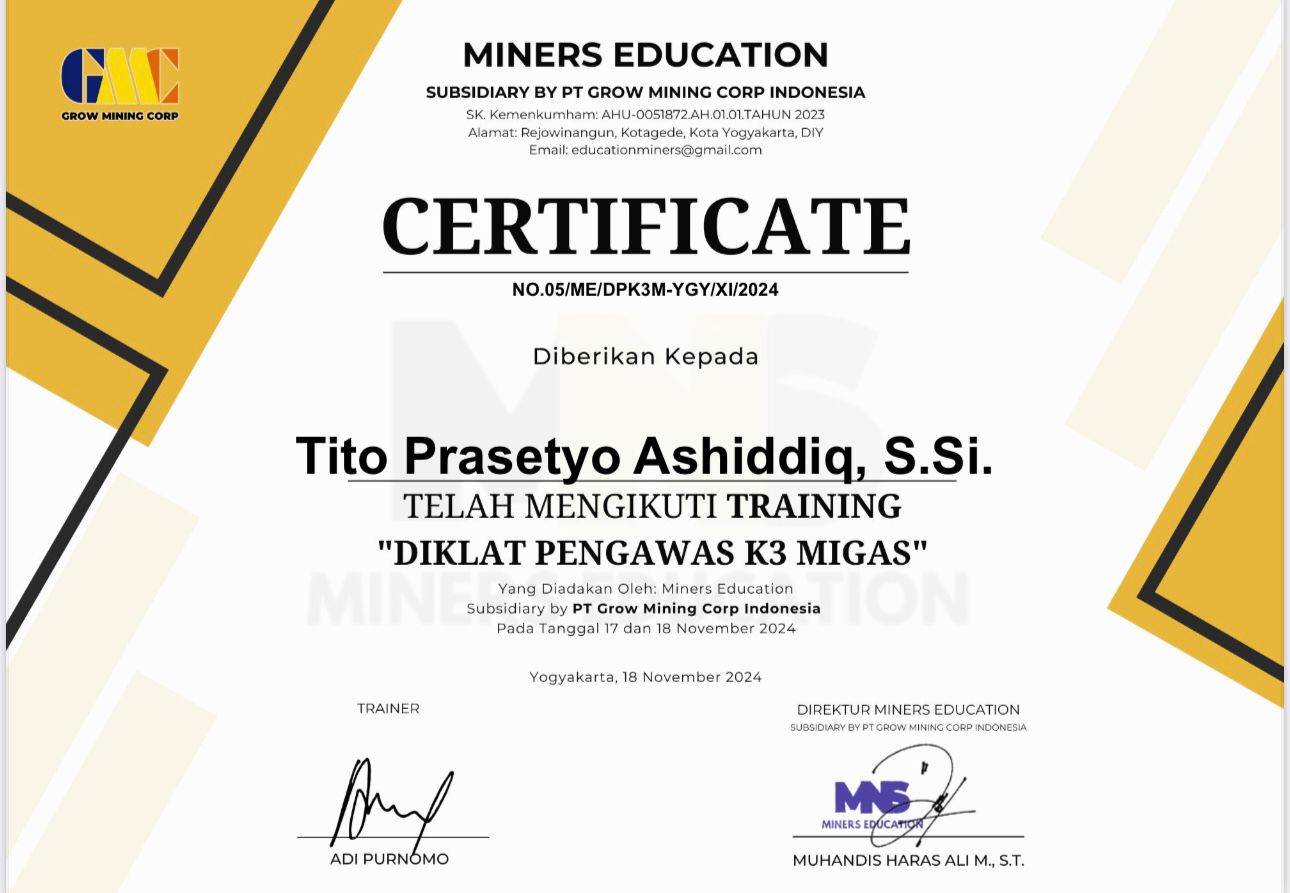 GMC
GROW MINING CORP
MINERS EDUCATION
SUBSIDIARY BY PT GROW MINING CORP INDONESIA
SK. Kemenkumham: AHU-0051872.AH.01.01.TAHUN 2023
Alamat: Rejowinangun, Kotagede, Kota Yogyakarta, DIY
Email: educationminers@gmail.com
CERTIFICATE
NO.05/ME/DPK3M-YGY/XI/2024
Diberikan Kepada
MNS
Tito Prasetyo Ashiddiq, S.Si.
TELAH MENGIKUTI TRAINING
"DIKLAT PENGAWAS K3 MIGAS"
MINERS EDUCATION
Yang Diadakan Oleh: Miners Education
Subsidiary by PT Grow Mining Corp Indonesia
Pada Tanggal 17 dan 18 November 2024
Yogyakarta, 18 November 2024
TRAINER
ADI PURNOMO
DIREKTUR MINERS EDUCATION
SUBSIDIARY BY PT GROW MINING CORP INDONESIA
MNS
MINERS EDUCATION
MUHANDIS HARAS ALI M., S.T.